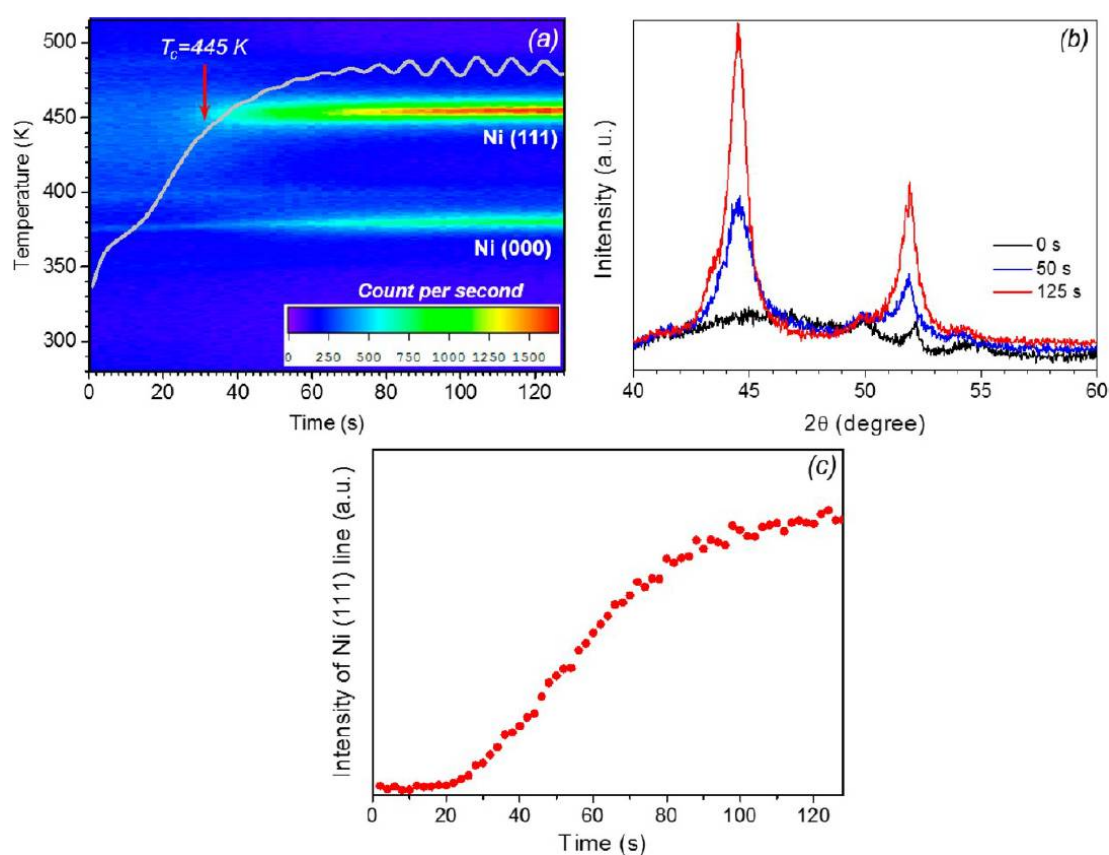 (a)
T_c=445 K
Temperature (K)
500
450
400
350
300
Ni (111)
Ni (000)
Count per second
0 250 500 750 1000 1250 1500
0 20 40 60 80 100 120
Time (s)
(b)
Initensity (a.u.)
0 s
50 s
125 s
40 45 50 55 60
2θ (degree)
(c)
Intensity of Ni (111) line (a.u.)
0 20 40 60 80 100 120
Time (s)